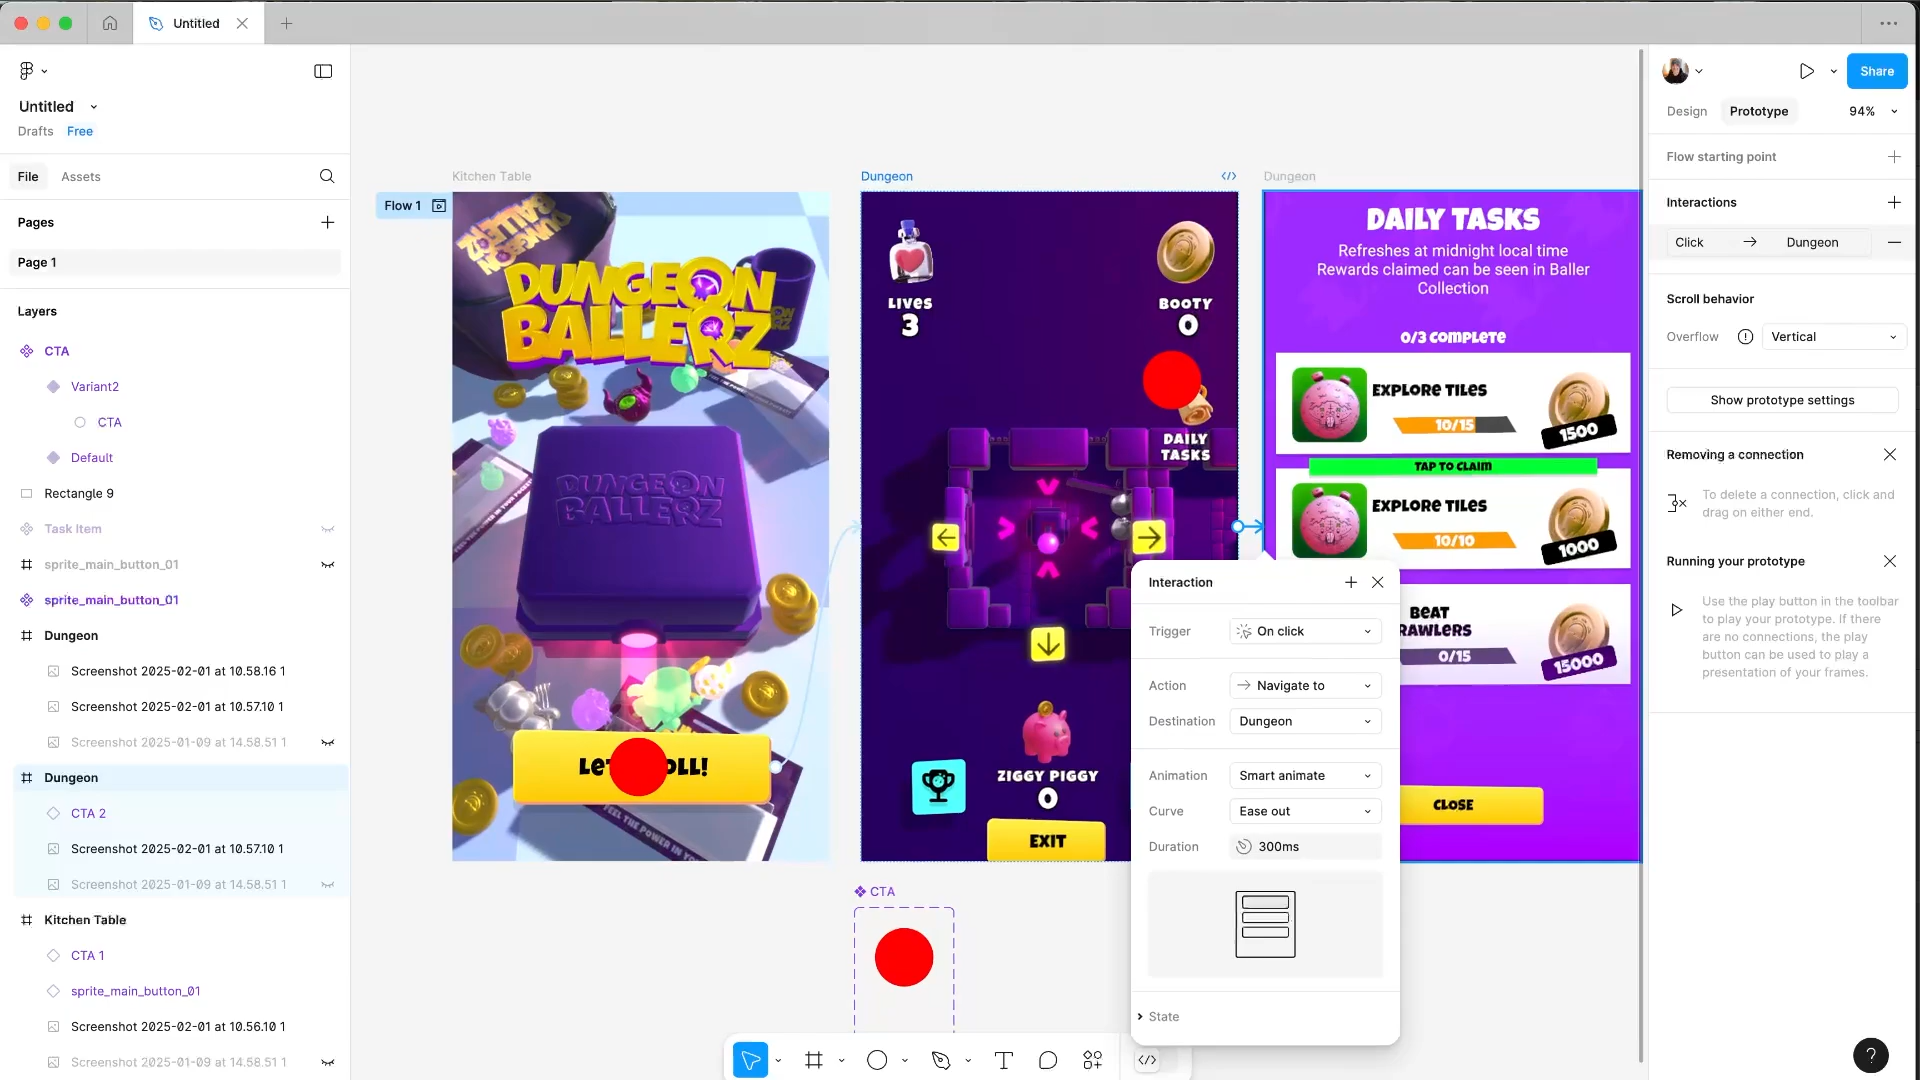 Untitled
Share
Untitled
Drafts Free
Design Prototype 94%
Flow starting point
File Assets
Interactions
Click → Dungeon
Pages
Page 1
Scroll behavior
Overflow Vertical
Show prototype settings
Removing a connection
To delete a connection, click and
drag on either end.
Running your prototype
Use the play button in the toolbar
to play your prototype. If there
are no connections, the play
button can be used to play a
presentation of your frames.
Layers
CTA
Variant2
CTA
Default
Rectangle 9
Task Item
sprite_main_button_01
sprite_main_button_01
Dungeon
Screenshot 2025-02-01 at 10.58.16 1
Screenshot 2025-02-01 at 10.57.10 1
Screenshot 2025-01-09 at 14.58.51 1
Dungeon
CTA 2
Screenshot 2025-02-01 at 10.57.10 1
Screenshot 2025-01-09 at 14.58.51 1
Kitchen Table
CTA 1
sprite_main_button_01
Screenshot 2025-02-01 at 10.56.10 1
Screenshot 2025-01-09 at 14.58.51 1
Kitchen Table
Flow 1
DUNGEON
BALLERZ
DUNGEON
BALLERZ
DUNGEON
BALLERZ
FEEL THE POWER IN YOU
Dungeon
LIVES
3
BOOTY
0
DAILY
TASKS
ZIGGY PIGGY
0
EXIT
Dungeon
DAILY TASKS
Refreshes at midnight local time
Rewards claimed can be seen in Baller
Collection
0/3 COMPLETE
EXPLORE TILES
10/15
1500
TAP TO CLAIM
EXPLORE TILES
10/10
1000
BEAT
RAWLERS
0/15
15000
CLOSE
CTA
Interaction
Trigger On click
Action Navigate to
Destination Dungeon
Animation Smart animate
Curve Ease out
Duration 300ms
State
?